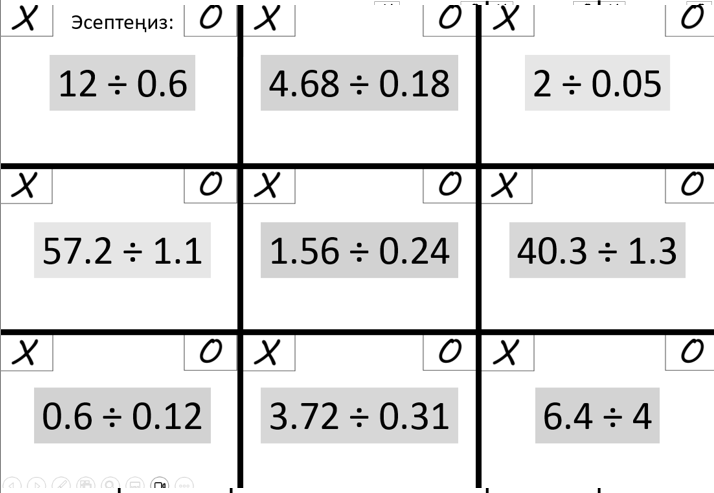 X Эсептеңиз: O X O X O
12 ÷ 0.6
4.68 ÷ 0.18
2 ÷ 0.05
X O X O X O
57.2 ÷ 1.1
1.56 ÷ 0.24
40.3 ÷ 1.3
X O X O X O
0.6 ÷ 0.12
3.72 ÷ 0.31
6.4 ÷ 4